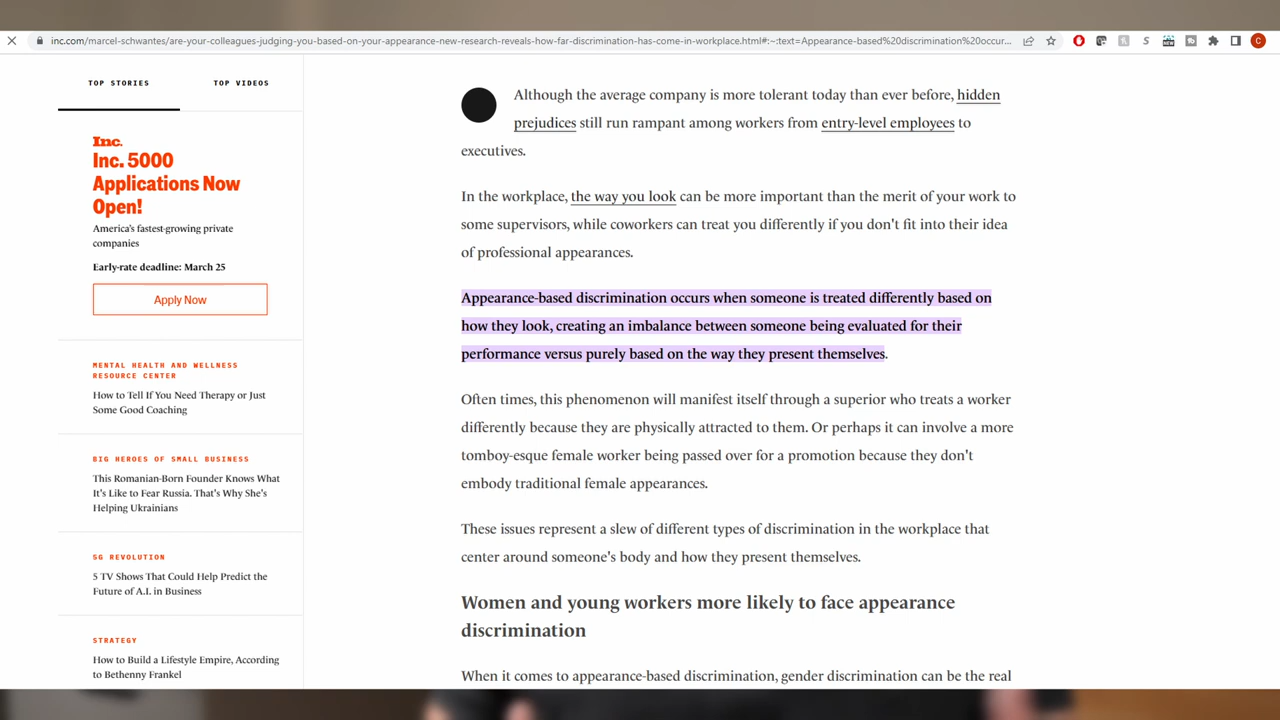 inc.com/marcel-schwantes/are-your-colleagues-judging-you-based-on-your-appearance-new-research-reveals-how-far-discrimination-has-come-in-workplace.html#:~:text=Appearance-based%20discrimination%20occur...
TOP STORIES TOP VIDEOS
Inc.
Inc. 5000
Applications Now
Open!
America's fastest-growing private
companies
Early-rate deadline: March 25
Apply Now
MENTAL HEALTH AND WELLNESS
RESOURCE CENTER
How to Tell If You Need Therapy or Just
Some Good Coaching
BIG HEROES OF SMALL BUSINESS
This Romanian-Born Founder Knows What
It's Like to Fear Russia. That's Why She's
Helping Ukrainians
5G REVOLUTION
5 TV Shows That Could Help Predict the
Future of A.I. in Business
STRATEGY
How to Build a Lifestyle Empire, According
to Bethenny Frankel
Although the average company is more tolerant today than ever before, hidden
prejudices still run rampant among workers from entry-level employees to
executives.
In the workplace, the way you look can be more important than the merit of your work to
some supervisors, while coworkers can treat you differently if you don't fit into their idea
of professional appearances.
Appearance-based discrimination occurs when someone is treated differently based on
how they look, creating an imbalance between someone being evaluated for their
performance versus purely based on the way they present themselves.
Often times, this phenomenon will manifest itself through a superior who treats a worker
differently because they are physically attracted to them. Or perhaps it can involve a more
tomboy-esque female worker being passed over for a promotion because they don't
embody traditional female appearances.
These issues represent a slew of different types of discrimination in the workplace that
center around someone's body and how they present themselves.
Women and young workers more likely to face appearance
discrimination
When it comes to appearance-based discrimination, gender discrimination can be the real